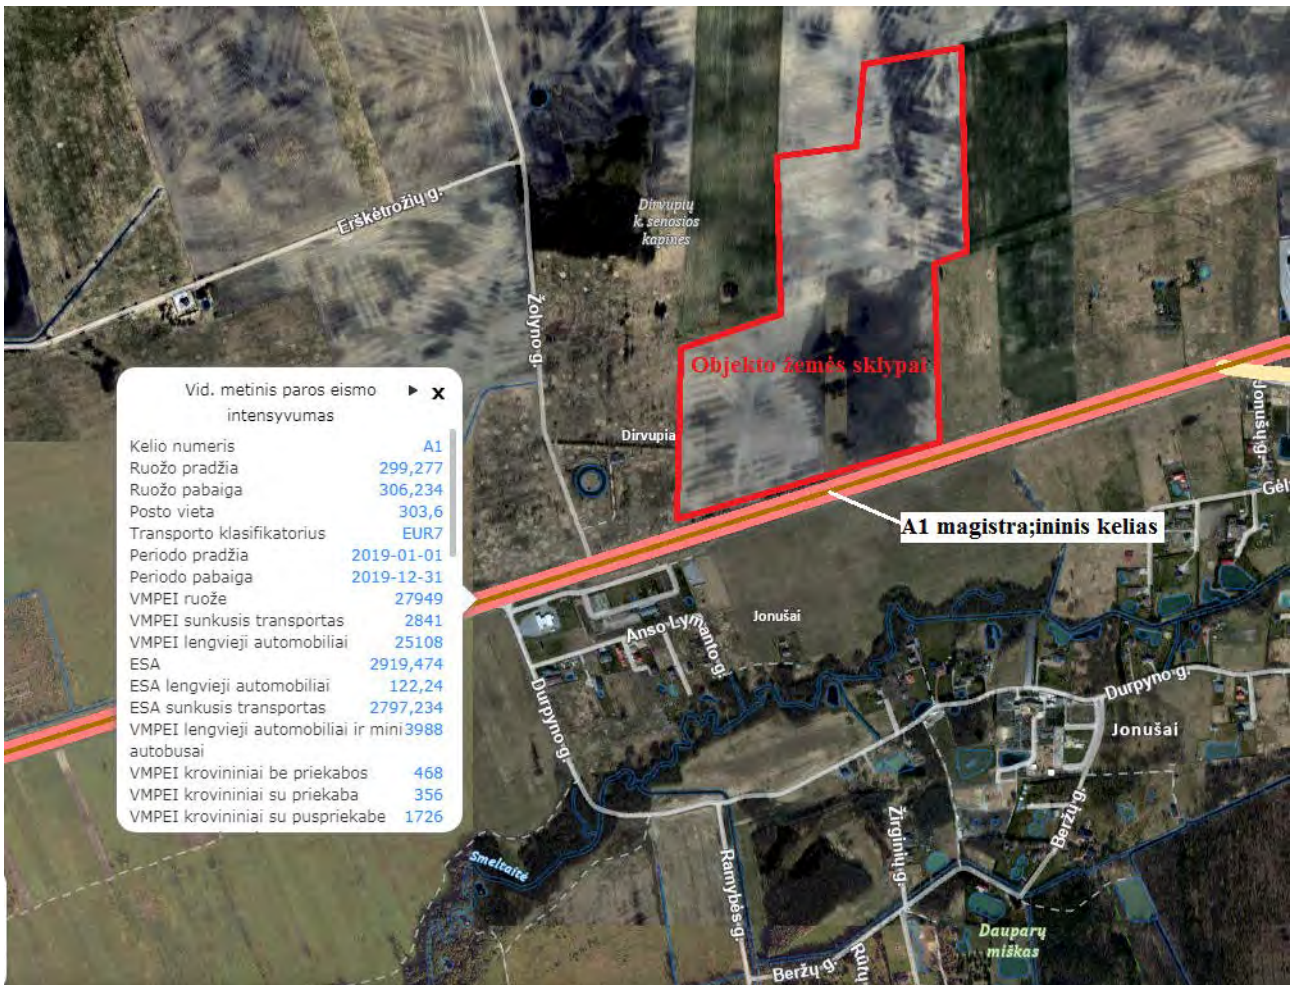 Erškėtrožių g.
Dirvupių
k. senosios
kapinės
Žolyno g.
Objekto žemės sklypai
Vid. metinis paros eismo
intensyvumas
x
Kelio numeris A1
Ruožo pradžia 299,277
Ruožo pabaiga 306,234
Posto vieta 303,6
Transporto klasifikatorius EUR7
Periodo pradžia 2019-01-01
Periodo pabaiga 2019-12-31
VMPEI ruože 27949
VMPEI sunkusis transportas 2841
VMPEI lengvieji automobiliai 25108
ESA 2919,474
ESA lengvieji automobiliai 122,24
ESA sunkusis transportas 2797,234
VMPEI lengvieji automobiliai ir mini 3988
autobusai
VMPEI krovininiai be priekabos 468
VMPEI krovininiai su priekaba 356
VMPEI krovininiai su puspriekabe 1726
Dirvupia
Jonušų g.
Gėl
A1 magistra;ininis kelias
Anso Lymanto g.
Jonušai
Durpyno g.
Durpyno g.
Jonušai
Beržų g.
Žirginių g.
Smeltaitė
Ramybės g.
Rūtų
Beržų g.
Dauparų
miškas